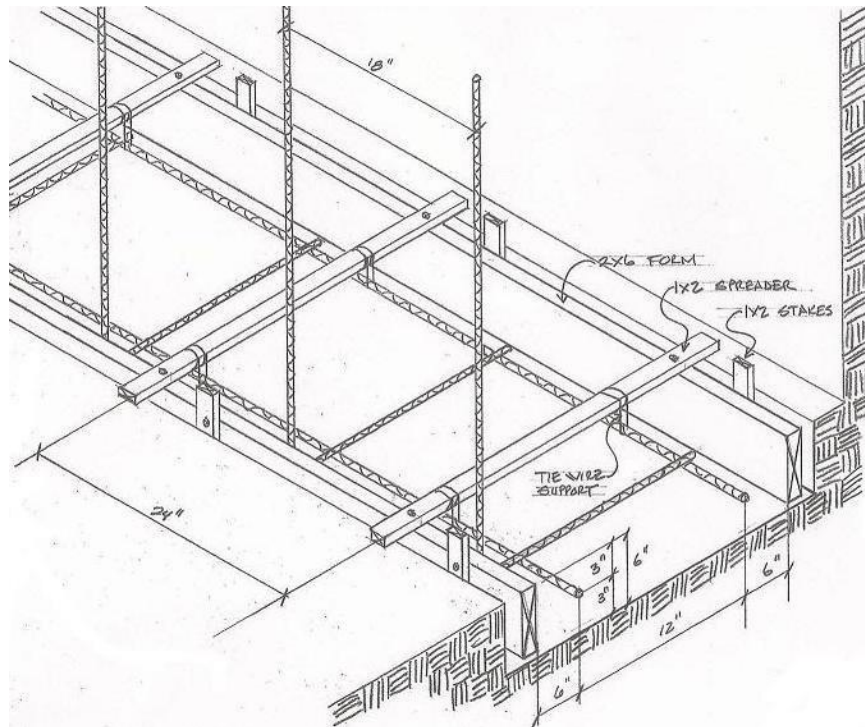 18"
2X6 FORM
1X2 SPREADER
1X2 STAKES
TIE WIRE
SUPPORT
24"
3"
6"
3"
6"
12"
6"